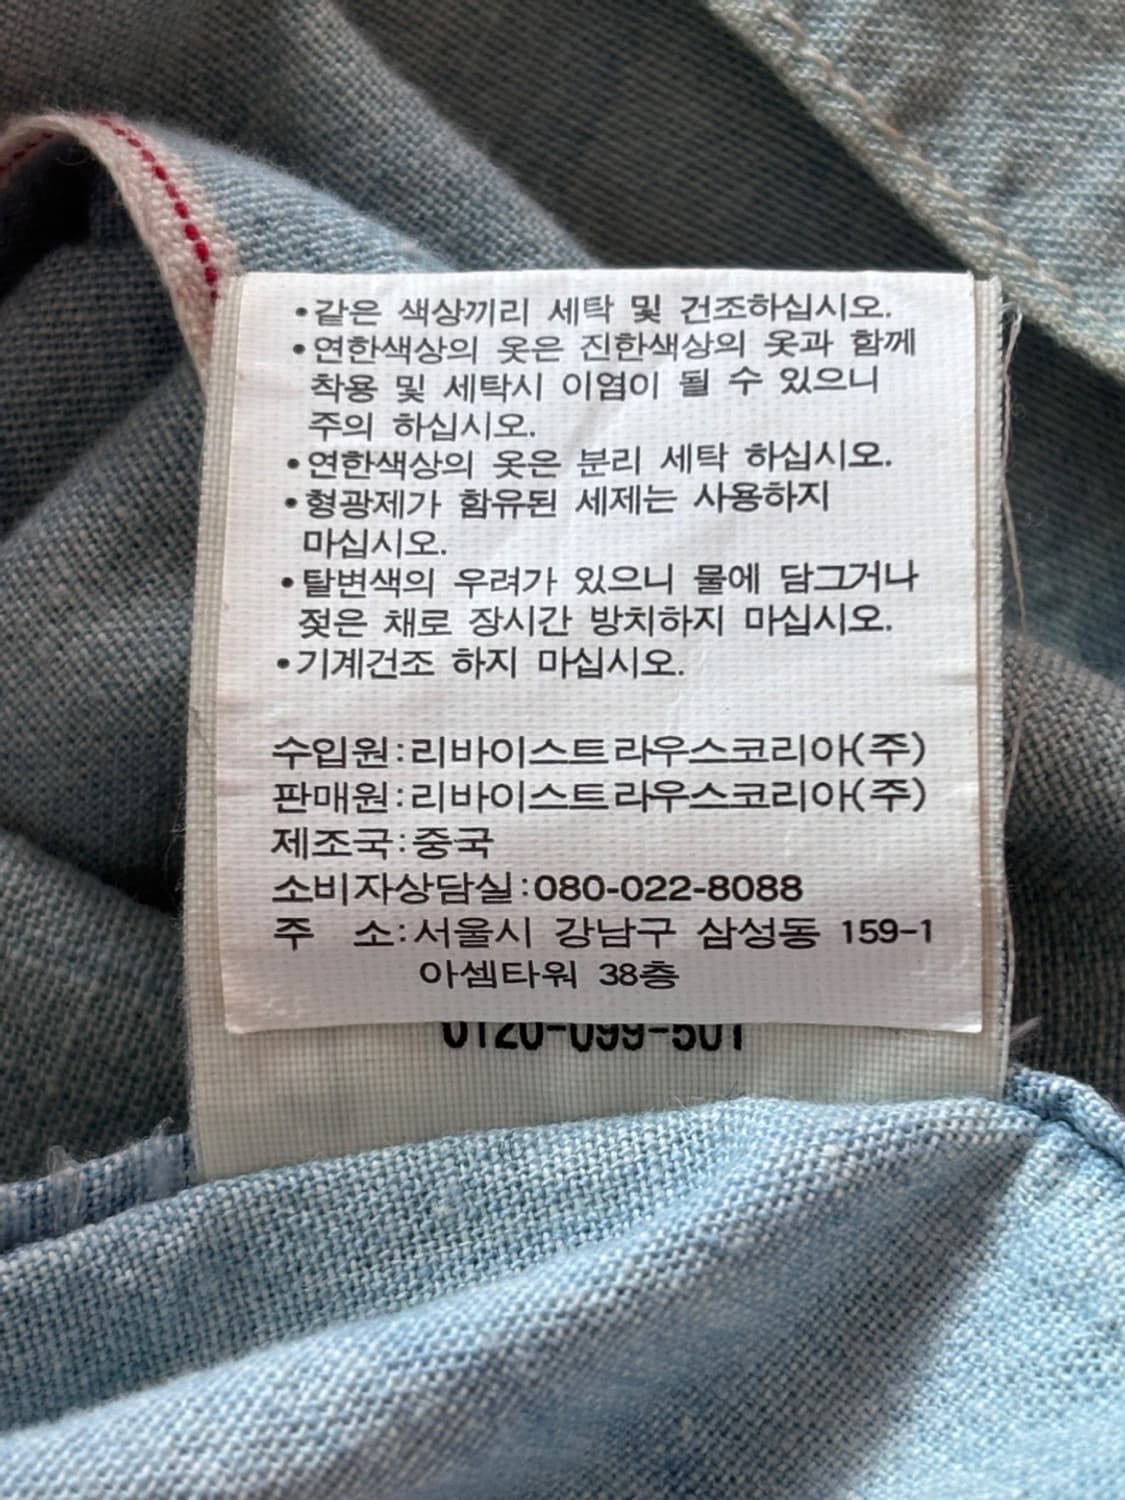 •같은 색상끼리 세탁 및 건조하십시오.
•연한색상의 옷은 진한색상의 옷과 함께
착용 및 세탁시 이염이 될 수 있으니
주의 하십시오.
•연한색상의 옷은 분리 세탁 하십시오.
•형광제가 함유된 세제는 사용하지
마십시오.
•탈변색의 우려가 있으니 물에 담그거나
젖은 채로 장시간 방치하지 마십시오.
•기계건조 하지 마십시오.
수입원:리바이스트라우스코리아(주)
판매원:리바이스트라우스코리아(주)
제조국:중국
소비자상담실:080-022-8088
주 소:서울시 강남구 삼성동 159-1
아셈타워 38층
0120-099-501